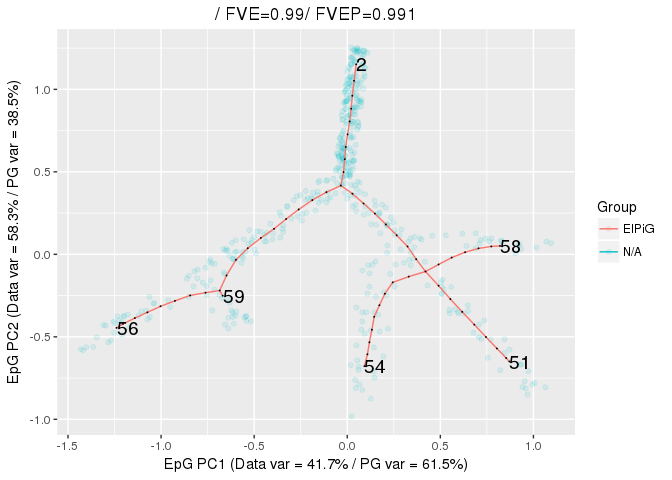 / FVE=0.99/ FVEP=0.991
EpG PC2 (Data var = 58.3% / PG var = 38.5%)
1.0
0.5
0.0
-0.5
-1.0
2
58
59
56
54
51
Group
ElPiG
N/A
-1.5
-1.0
-0.5
0.0
0.5
1.0
EpG PC1 (Data var = 41.7% / PG var = 61.5%)